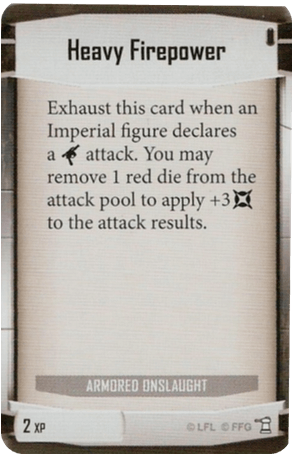 Heavy Firepower
Exhaust this card when an
Imperial figure declares
a attack. You may
remove 1 red die from the
attack pool to apply +3
to the attack results.
ARMORED ONSLAUGHT
2 XP
© LFL © FFG